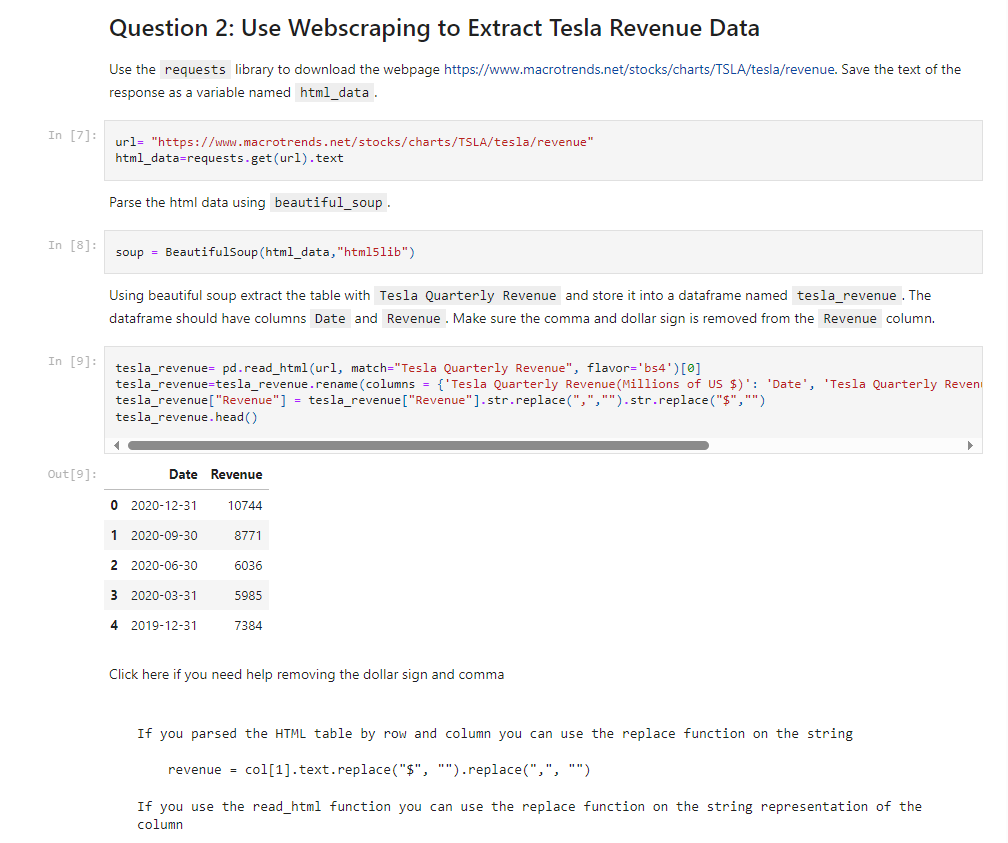 Question 2: Use Webscraping to Extract Tesla Revenue Data
Use the requests library to download the webpage https://www.macrotrends.net/stocks/charts/TSLA/tesla/revenue. Save the text of the
response as a variable named html_data.
In [7]:
url= "https://www.macrotrends.net/stocks/charts/TSLA/tesla/revenue"
html_data=requests.get(url).text
Parse the html data using beautiful_soup.
In [8]:
soup = BeautifulSoup(html_data,"html5lib")
Using beautiful soup extract the table with Tesla Quarterly Revenue and store it into a dataframe named tesla_revenue. The
dataframe should have columns Date and Revenue. Make sure the comma and dollar sign is removed from the Revenue column.
In [9]:
tesla_revenue= pd.read_html(url, match="Tesla Quarterly Revenue", flavor='bs4')[0]
tesla_revenue=tesla_revenue.rename(columns = {'Tesla Quarterly Revenue(Millions of US $)': 'Date', 'Tesla Quarterly Reven
tesla_revenue["Revenue"] = tesla_revenue["Revenue"].str.replace(",","").str.replace("$","")
tesla_revenue.head()
Out[9]:
Date Revenue
0 2020-12-31 10744
1 2020-09-30 8771
2 2020-06-30 6036
3 2020-03-31 5985
4 2019-12-31 7384
Click here if you need help removing the dollar sign and comma
If you parsed the HTML table by row and column you can use the replace function on the string
revenue = col[1].text.replace("$", "").replace(",", "")
If you use the read_html function you can use the replace function on the string representation of the
column